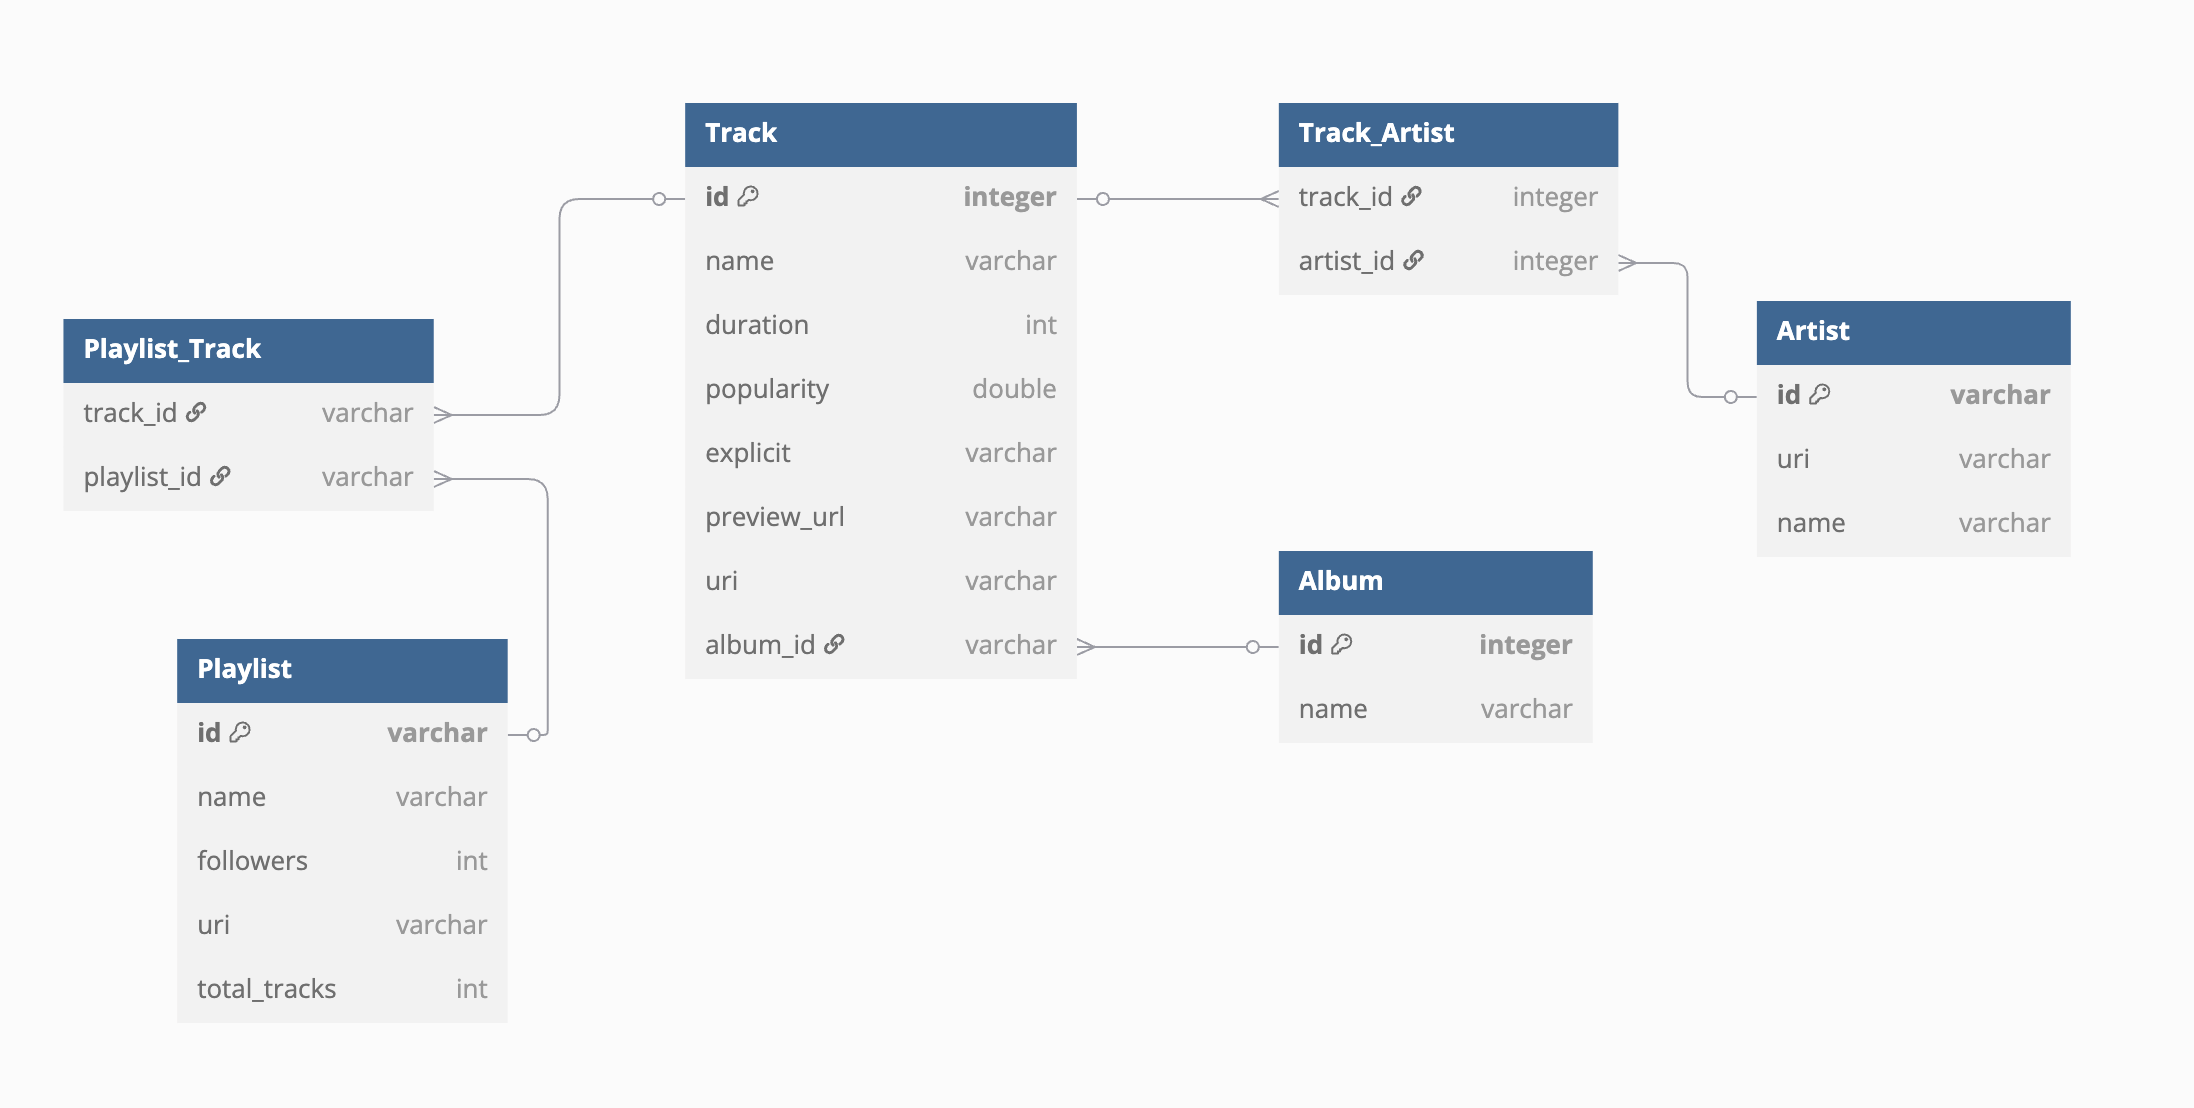 Track
id integer
name varchar
duration int
popularity double
explicit varchar
preview_url varchar
uri varchar
album_id varchar
Track_Artist
track_id integer
artist_id integer
Artist
id varchar
uri varchar
name varchar
Playlist_Track
track_id varchar
playlist_id varchar
Album
id integer
name varchar
Playlist
id varchar
name varchar
followers int
uri varchar
total_tracks int